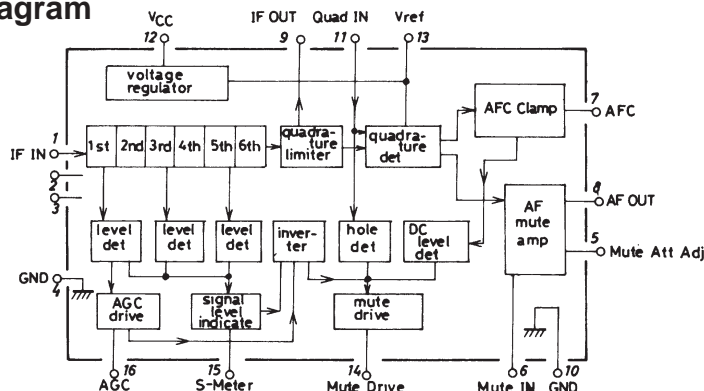 agram
VCC
12
IF OUT
9
Quad IN
11
Vref
13
voltage
regulator
7
AFC Clamp
AFC
1
IF IN
1st 2nd 3rd 4th 5th 6th
quadra-
ture
limiter
quadra-
ture
det
2
3
8
AF OUT
AF
mute
amp
5
Mute Att Adj
level
det
level
det
level
det
inver-
ter
hole
det
DC
level
det
GND
4
AGC
drive
signal
level
indicate
mute
drive
16
AGC
15
S-Meter
14
Mute Drive
6
Mute IN
10
GND